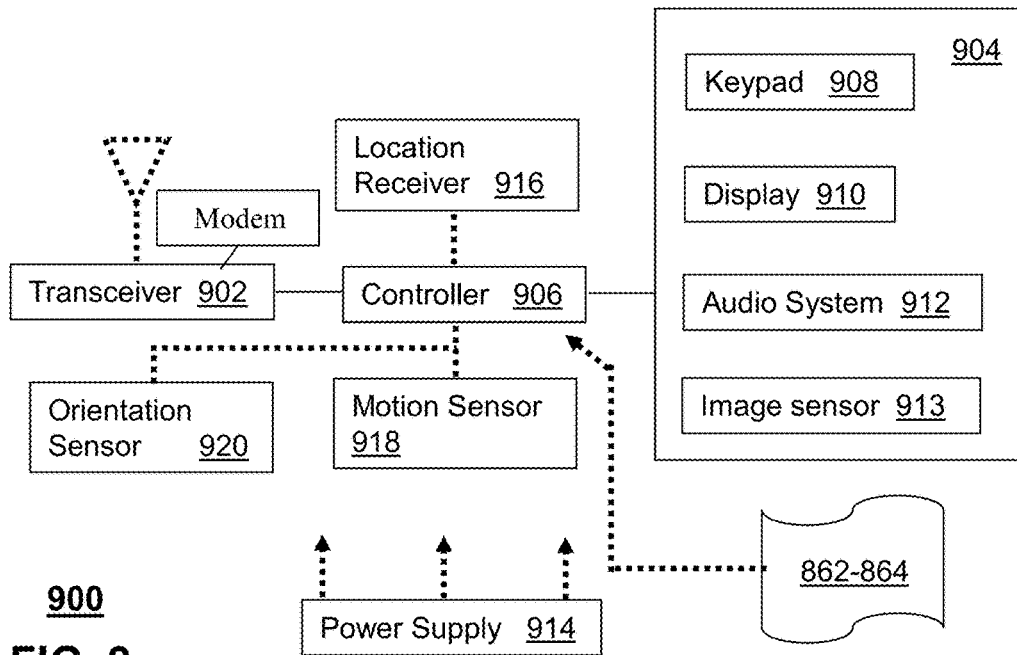 904
Keypad 908
Location
Receiver 916
Display 910
Modem
Transceiver 902
Controller 906
Audio System 912
Orientation
Sensor 920
Motion Sensor
918
Image sensor 913
862-864
900
Power Supply 914